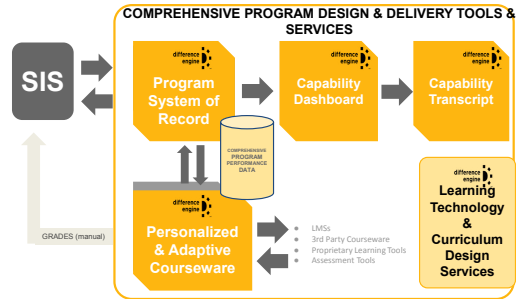 COMPREHENSIVE PROGRAM DESIGN & DELIVERY TOOLS &
SERVICES
SIS
difference
engine
Program
System of
Record
difference
engine
Capability
Dashboard
difference
engine
Capability
Transcript
COMPREHENSIVE
PROGRAM
PERFORMANCE
DATA
difference
engine
Personalized
& Adaptive
Courseware
GRADES (manual)
• LMSs
• 3rd Party Courseware
• Proprietary Learning Tools
• Assessment Tools
difference
engine
Learning
Technology
&
Curriculum
Design
Services